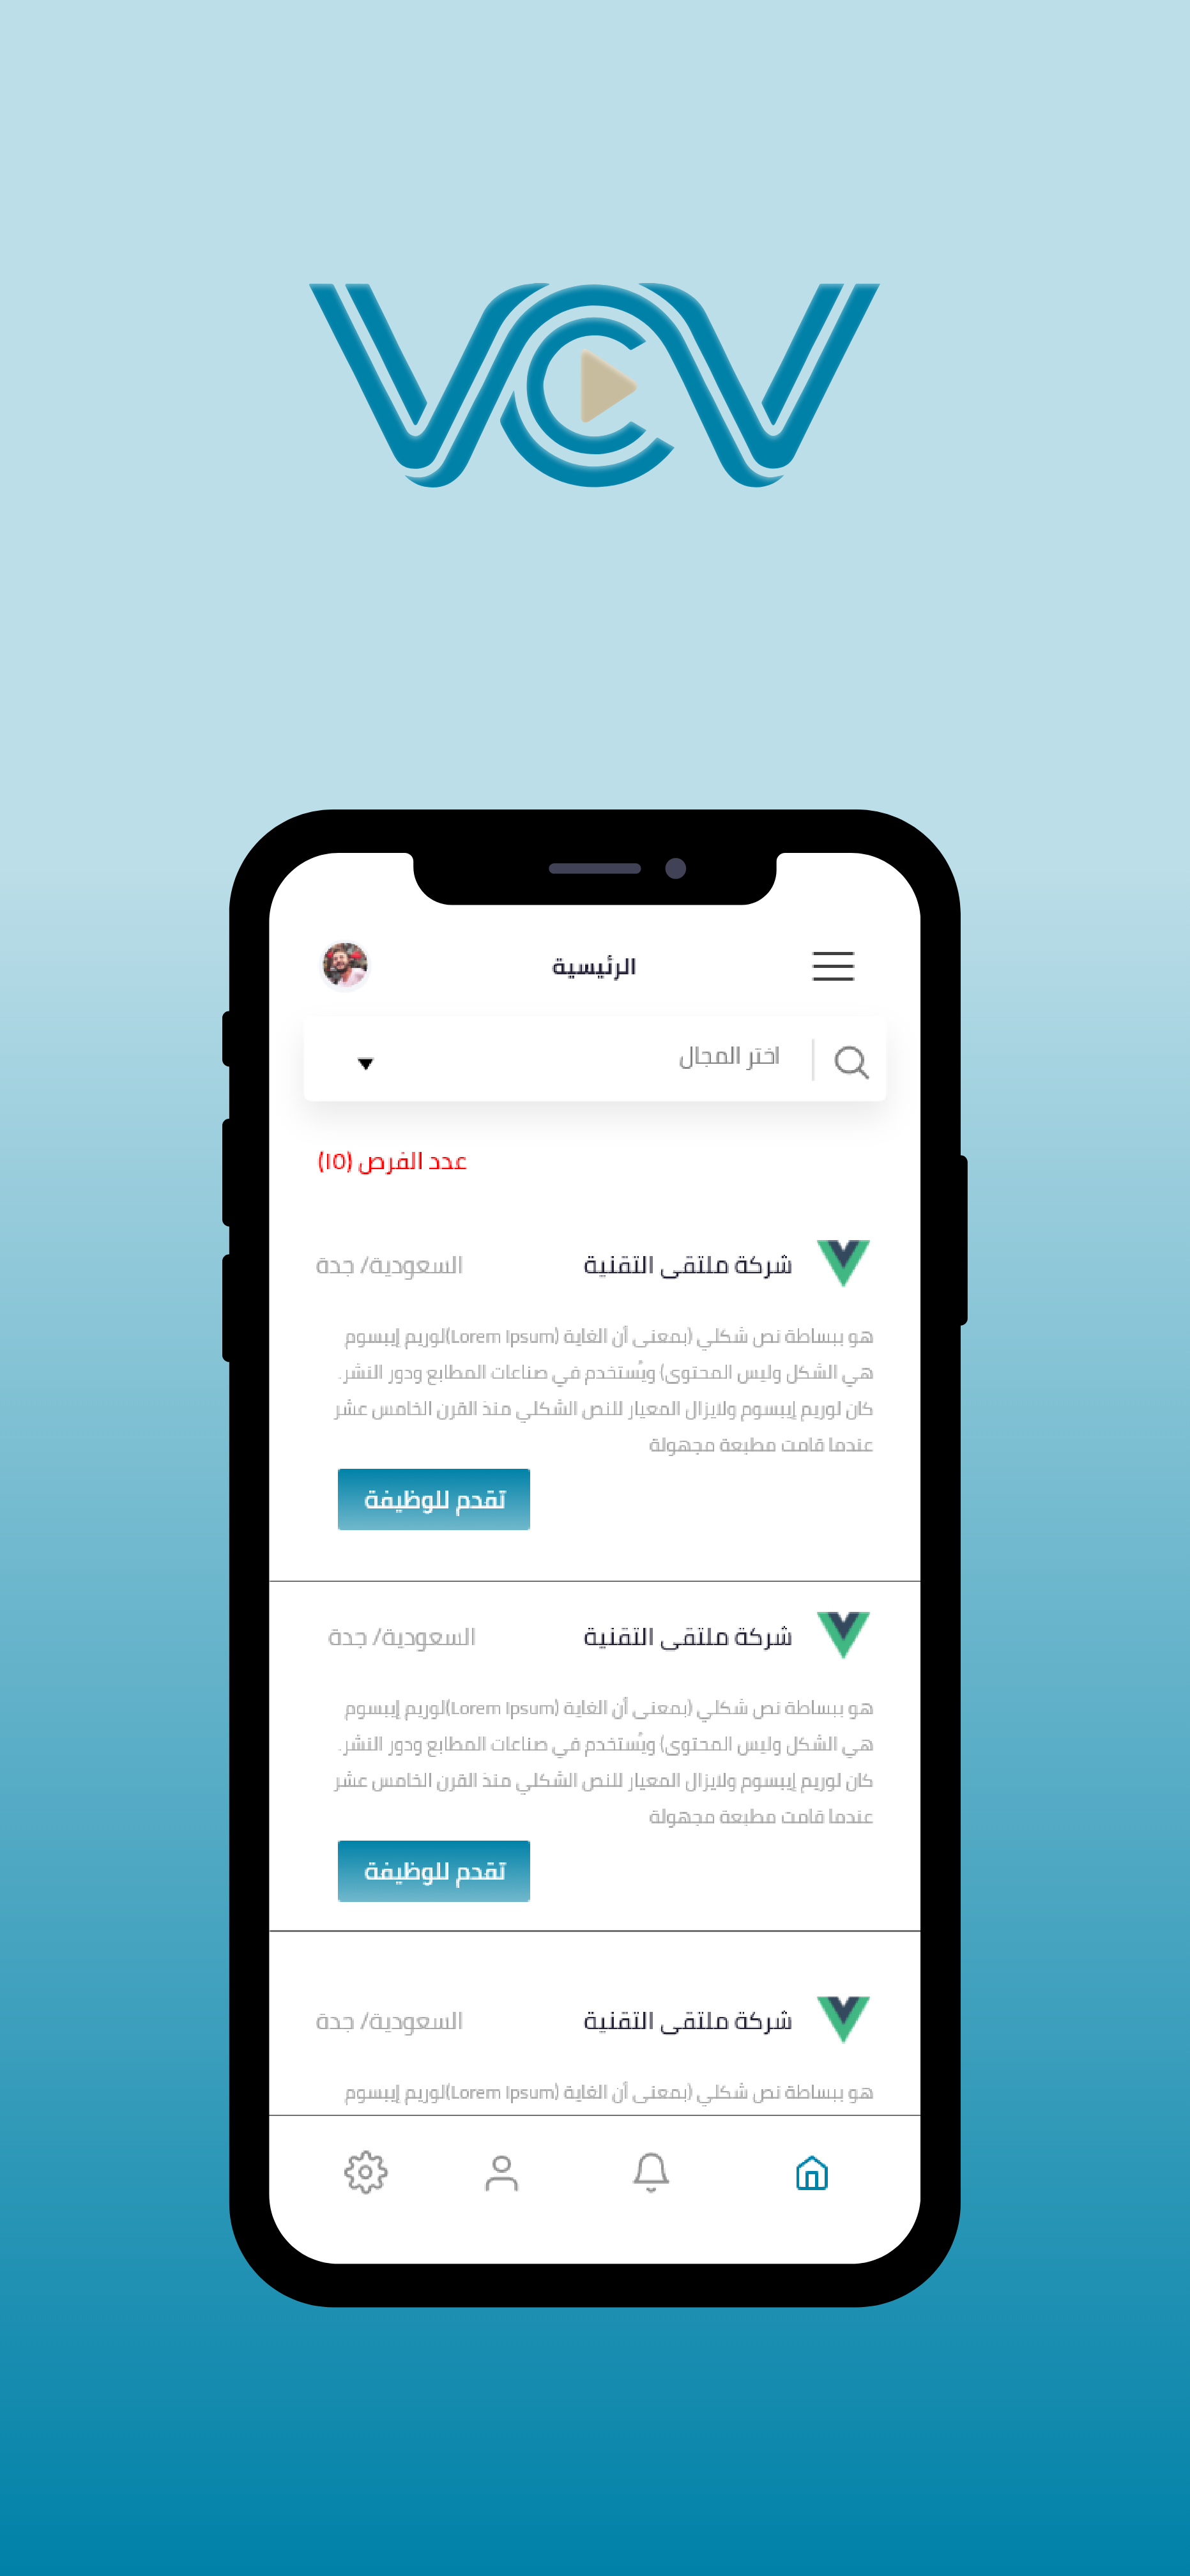 VCV
الرئيسية
اختر المجال
عدد الفرص (١٥)
شركة ملتقى التقنية
السعودية/ جدة
هو ببساطة نص شكلي (بمعنى أن الغاية (Lorem Ipsum)لوريم إيبسوم
هي الشكل وليس المحتوى) ويُستخدم في صناعات المطابع ودور النشر.
كان لوريم إيبسوم ولايزال المعيار للنص الشكلي منذ القرن الخامس عشر
عندما قامت مطبعة مجهولة
تقدم للوظيفة
شركة ملتقى التقنية
السعودية/ جدة
هو ببساطة نص شكلي (بمعنى أن الغاية (Lorem Ipsum)لوريم إيبسوم
هي الشكل وليس المحتوى) ويُستخدم في صناعات المطابع ودور النشر.
كان لوريم إيبسوم ولايزال المعيار للنص الشكلي منذ القرن الخامس عشر
عندما قامت مطبعة مجهولة
تقدم للوظيفة
شركة ملتقى التقنية
السعودية/ جدة
هو ببساطة نص شكلي (بمعنى أن الغاية (Lorem Ipsum)لوريم إيبسوم